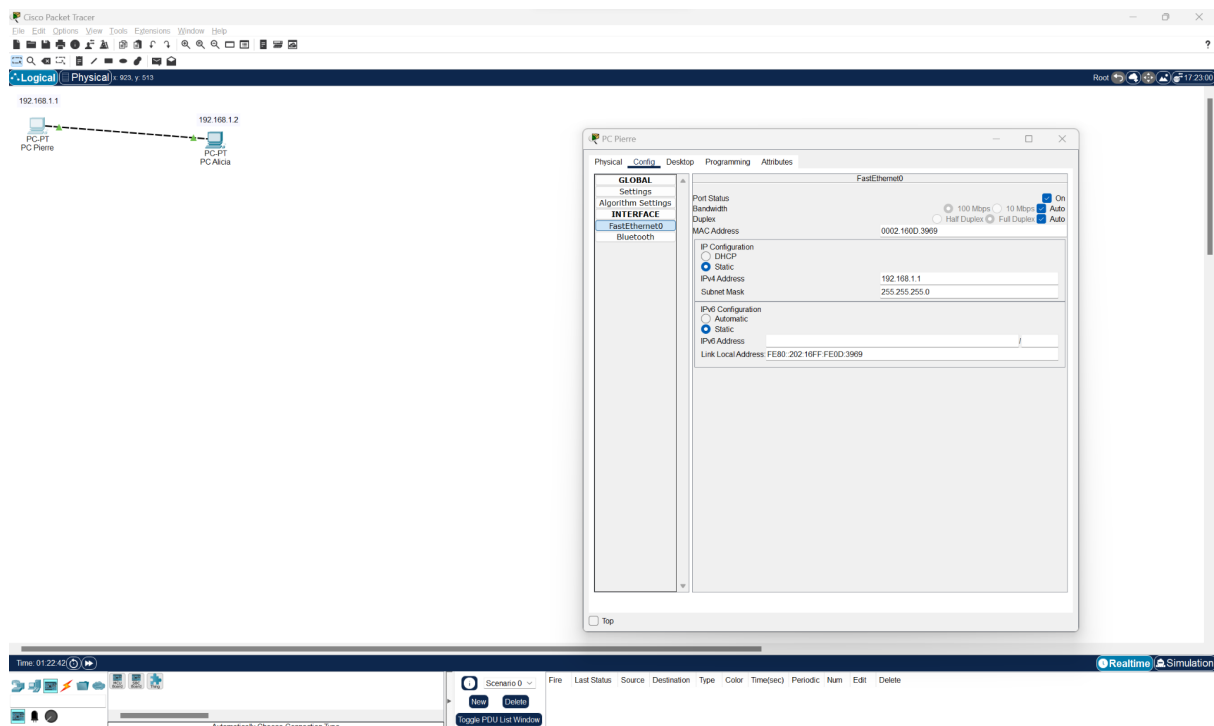 Cisco Packet Tracer
File Edit Options View Tools Extensions Window Help
?
Logical Physical x: 923, y: 513 Root 17:23:00
192.168.1.1
PC-PT
PC Pierre
192.168.1.2
PC-PT
PC Alicia
PC Pierre
Physical Config Desktop Programming Attributes
GLOBAL
Settings
Algorithm Settings
INTERFACE
FastEthernet0
Bluetooth
FastEthernet0
Port Status On
Bandwidth 100 Mbps 10 Mbps Auto
Duplex Half Duplex Full Duplex Auto
MAC Address 0002.160D.3969
IP Configuration
DHCP
Static
IPv4 Address 192.168.1.1
Subnet Mask 255.255.255.0
IPv6 Configuration
Automatic
Static
IPv6 Address /
Link Local Address: FE80::202:16FF:FE0D:3969
Top
Time: 01:22:42 Realtime Simulation
Scenario 0
New Delete
Toggle PDU List Window
Fire Last Status Source Destination Type Color Time(sec) Periodic Num Edit Delete
Automatically Choose Connection Type